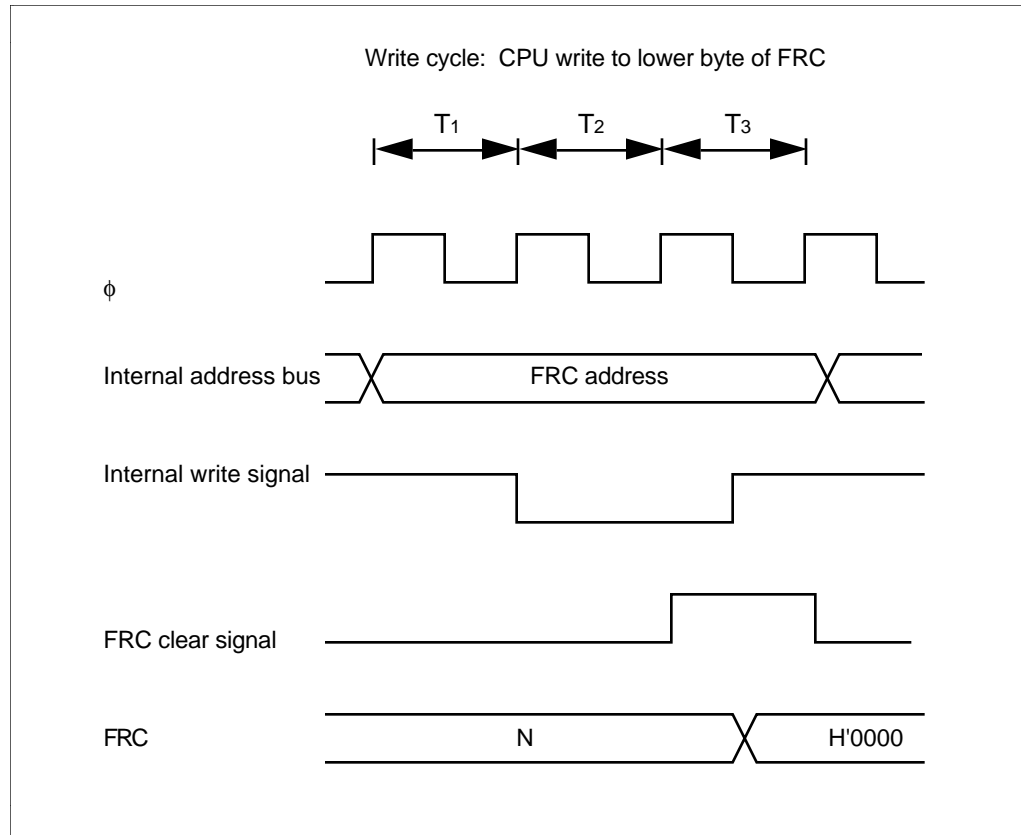 Write cycle: CPU write to lower byte of FRC
T1 T2 T3
φ
Internal address bus FRC address
Internal write signal
FRC clear signal
FRC N H'0000